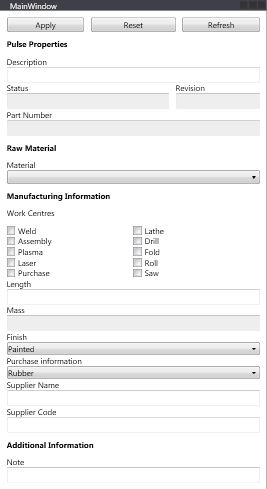 MainWindow
Apply Reset Refresh
Pulse Properties
Description
Status Revision
Part Number
Raw Material
Material
Manufacturing Information
Work Centres
Weld Lathe
Assembly Drill
Plasma Fold
Laser Roll
Purchase Saw
Length
Mass
Finish
Painted
Purchase information
Rubber
Supplier Name
Supplier Code
Additional Information
Note